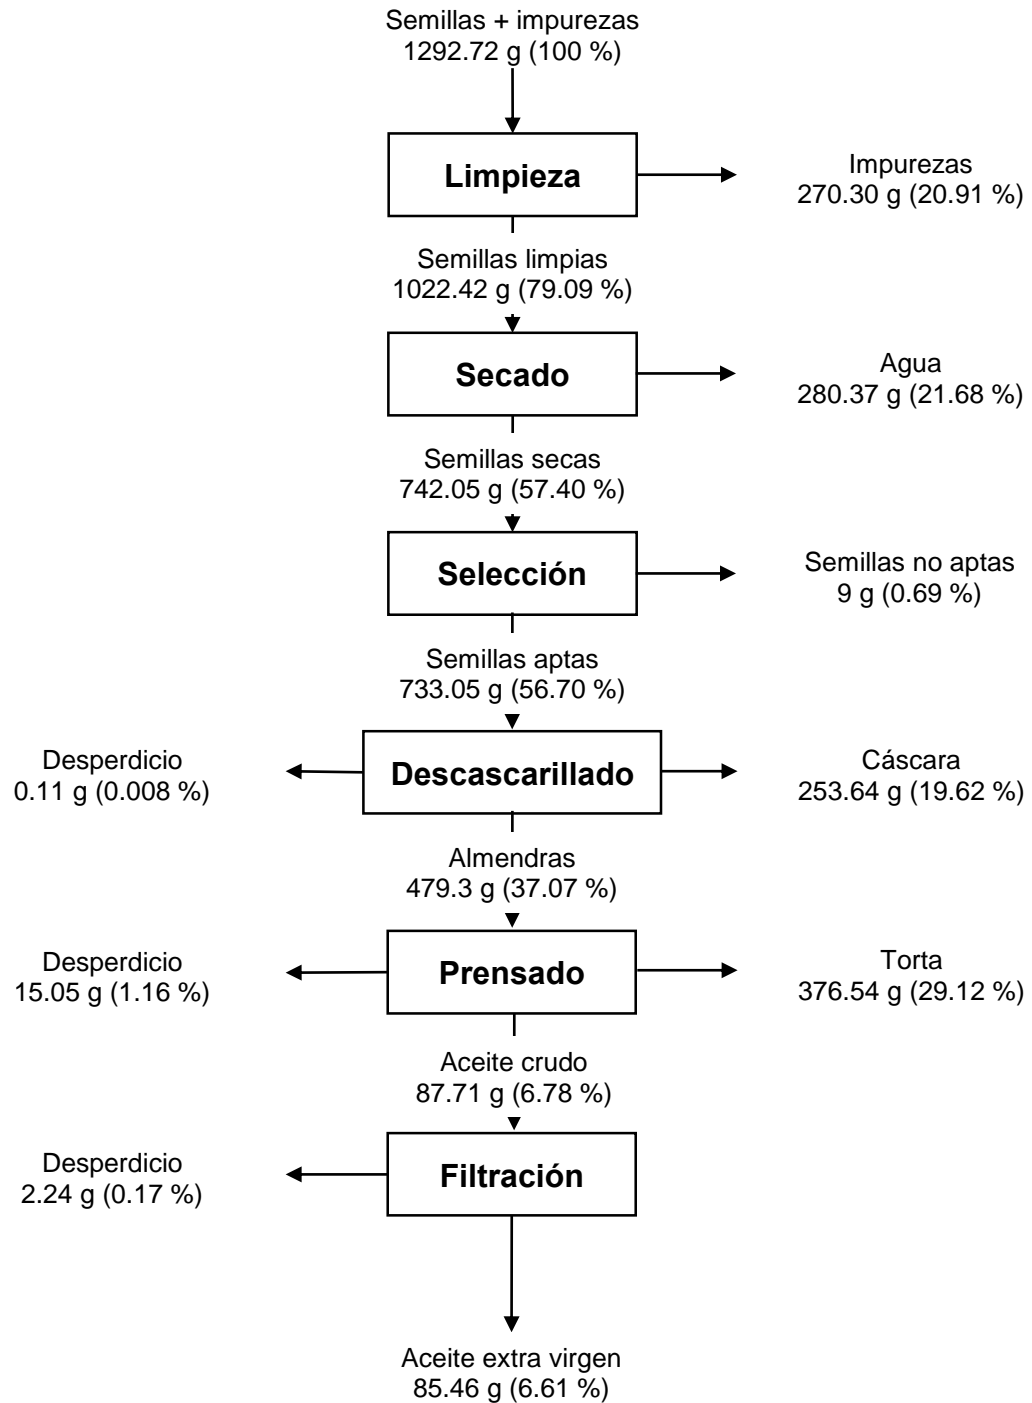 Semillas + impurezas
1292.72 g (100 %)
Limpieza
Impurezas
270.30 g (20.91 %)
Semillas limpias
1022.42 g (79.09 %)
Secado
Agua
280.37 g (21.68 %)
Semillas secas
742.05 g (57.40 %)
Selección
Semillas no aptas
9 g (0.69 %)
Semillas aptas
733.05 g (56.70 %)
Desperdicio
0.11 g (0.008 %)
Descascarillado
Cáscara
253.64 g (19.62 %)
Almendras
479.3 g (37.07 %)
Desperdicio
15.05 g (1.16 %)
Prensado
Torta
376.54 g (29.12 %)
Aceite crudo
87.71 g (6.78 %)
Desperdicio
2.24 g (0.17 %)
Filtración
Aceite extra virgen
85.46 g (6.61 %)